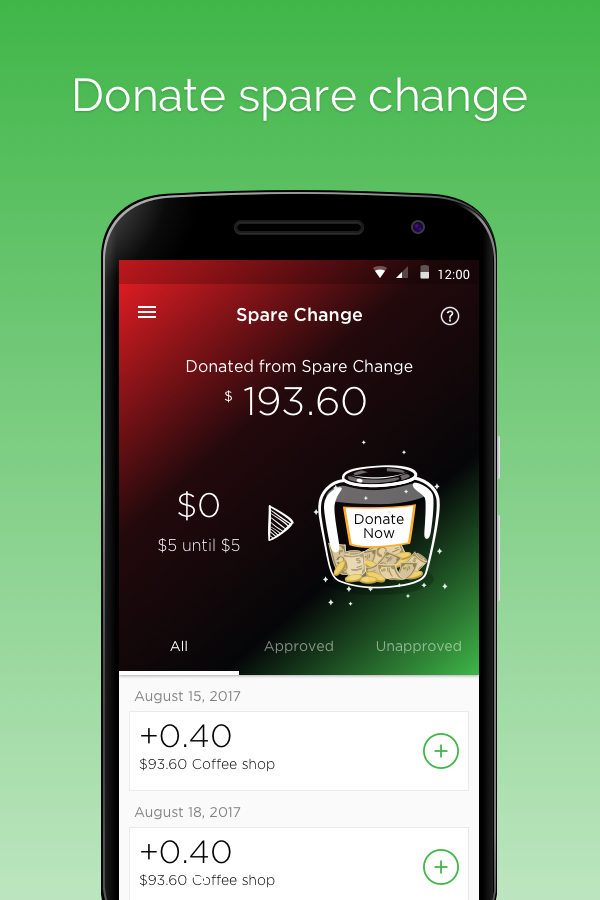 Donate spare change
12:00
Spare Change
Donated from Spare Change
$ 193.60
$0
$5 until $5
Donate
Now
All Approved Unapproved
August 15, 2017
+0.40
$93.60 Coffee shop
August 18, 2017
+0.40
$93.60 Coffee shop